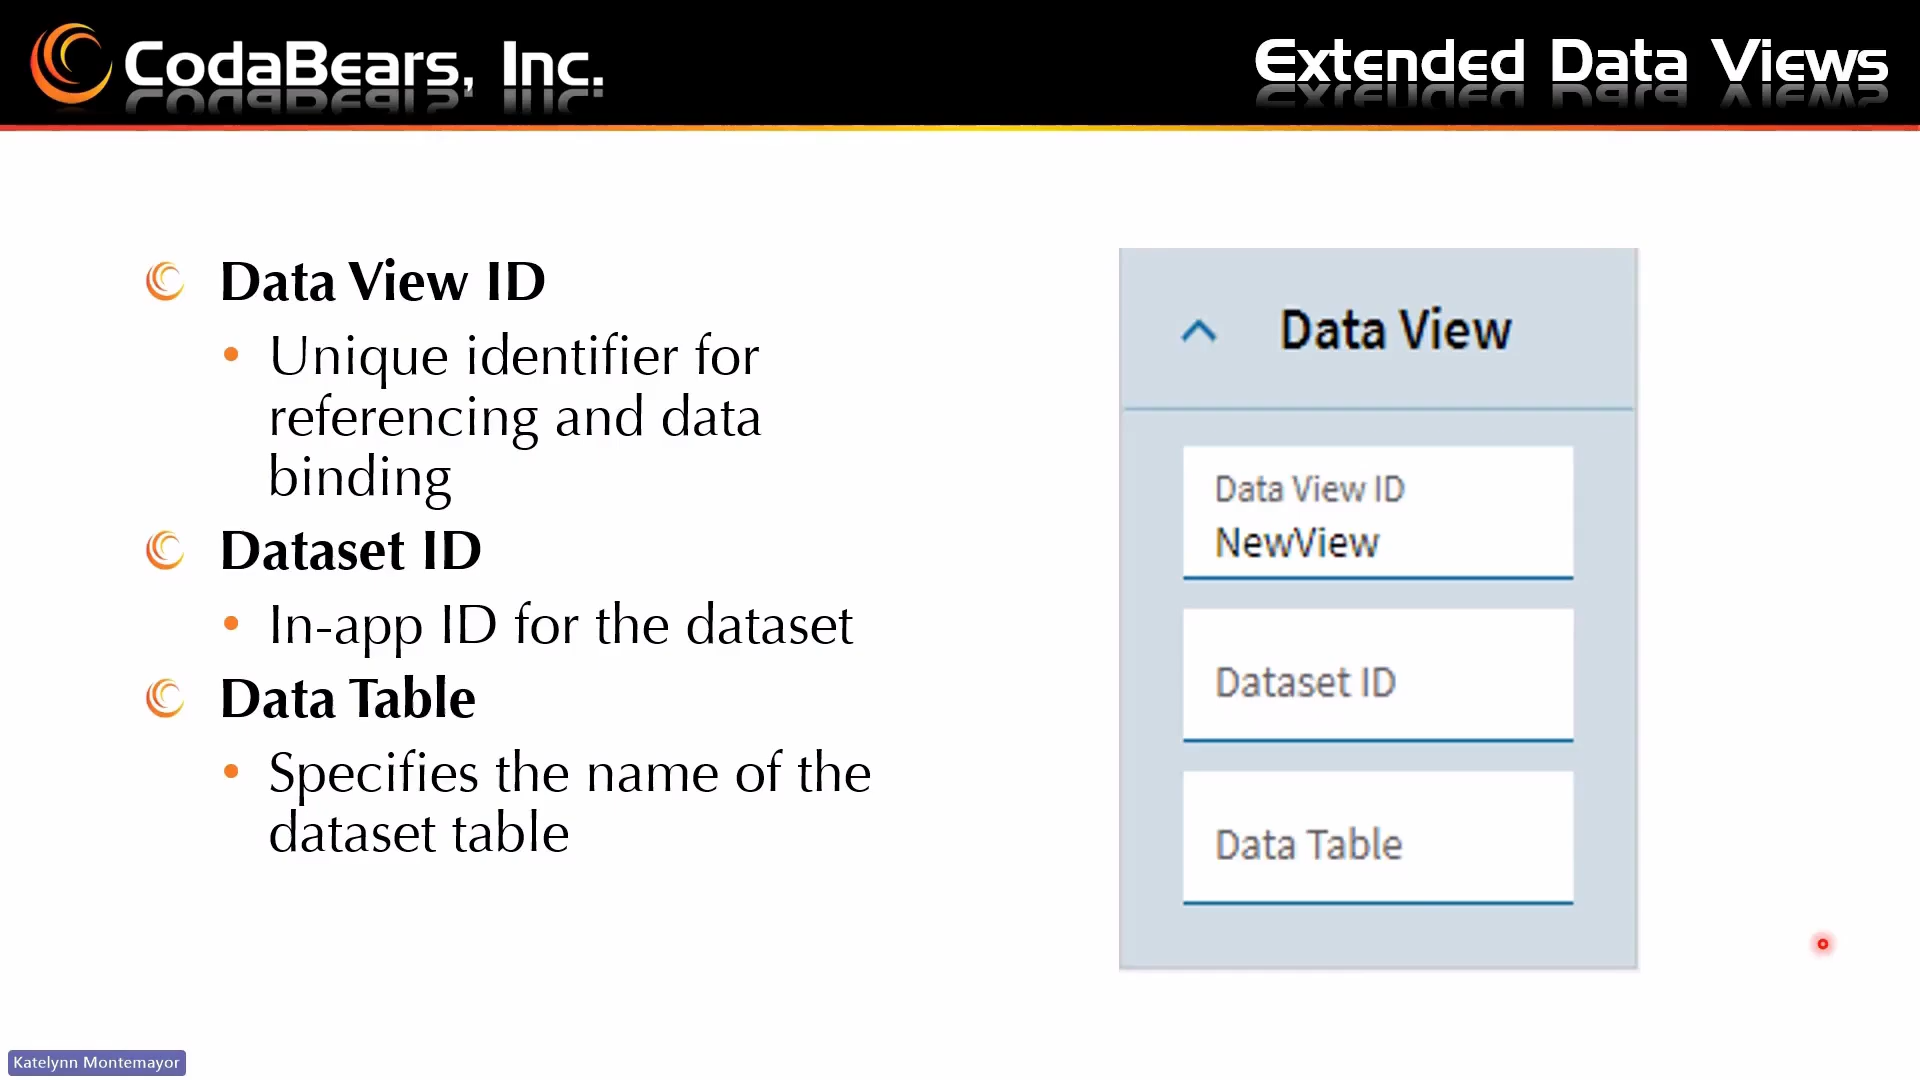 CodaBears, Inc.
Extended Data Views
Data View ID
• Unique identifier for
referencing and data
binding
Dataset ID
• In-app ID for the dataset
Data Table
• Specifies the name of the
dataset table
Data View
Data View ID
NewView
Dataset ID
Data Table
Katelynn Montemayor